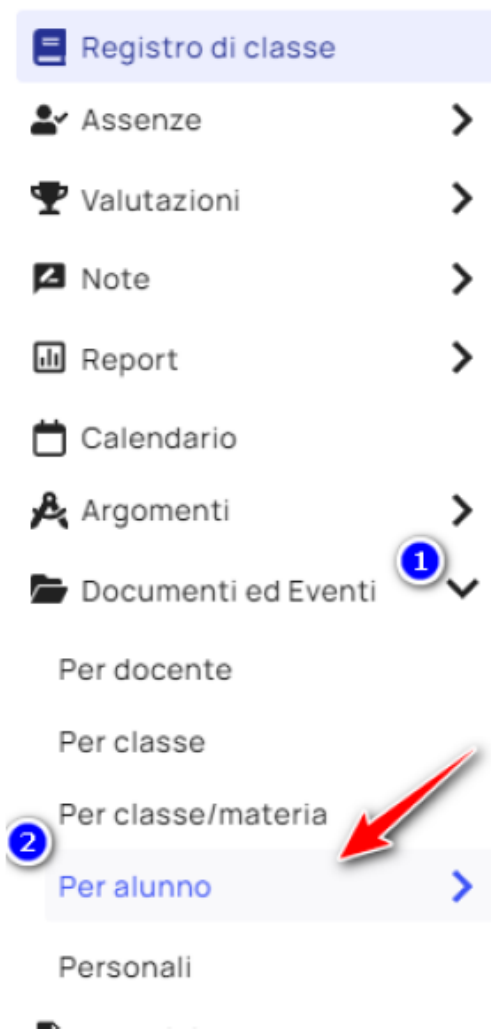 Registro di classe
Assenze
Valutazioni
Note
Report
Calendario
Argomenti
1
Documenti ed Eventi
Per docente
Per classe
Per classe/materia
2
Per alunno
Personali